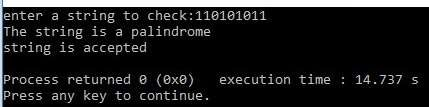 enter a string to check:110101011
The string is a palindrome
string is accepted
Process returned 0 (0x0)   execution time : 14.737 s
Press any key to continue.